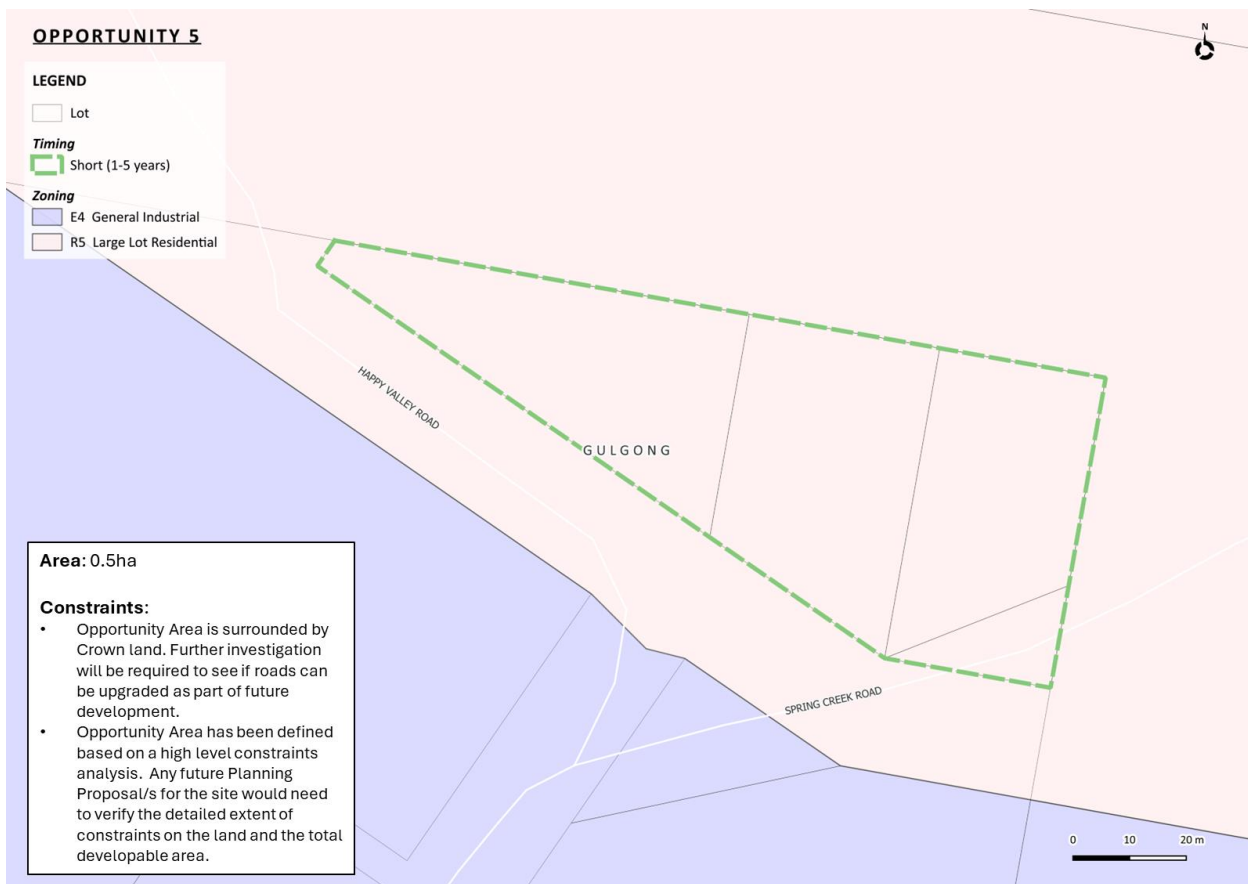 OPPORTUNITY 5
N
LEGEND
Lot
Timing
Short (1-5 years)
Zoning
E4 General Industrial
R5 Large Lot Residential
HAPPY VALLEY ROAD
GULGONG
SPRING CREEK ROAD
Area: 0.5ha
Constraints:
• Opportunity Area is surrounded by
Crown land. Further investigation
will be required to see if roads can
be upgraded as part of future
development.
• Opportunity Area has been defined
based on a high level constraints
analysis. Any future Planning
Proposal/s for the site would need
to verify the detailed extent of
constraints on the land and the total
developable area.
0 10 20 m